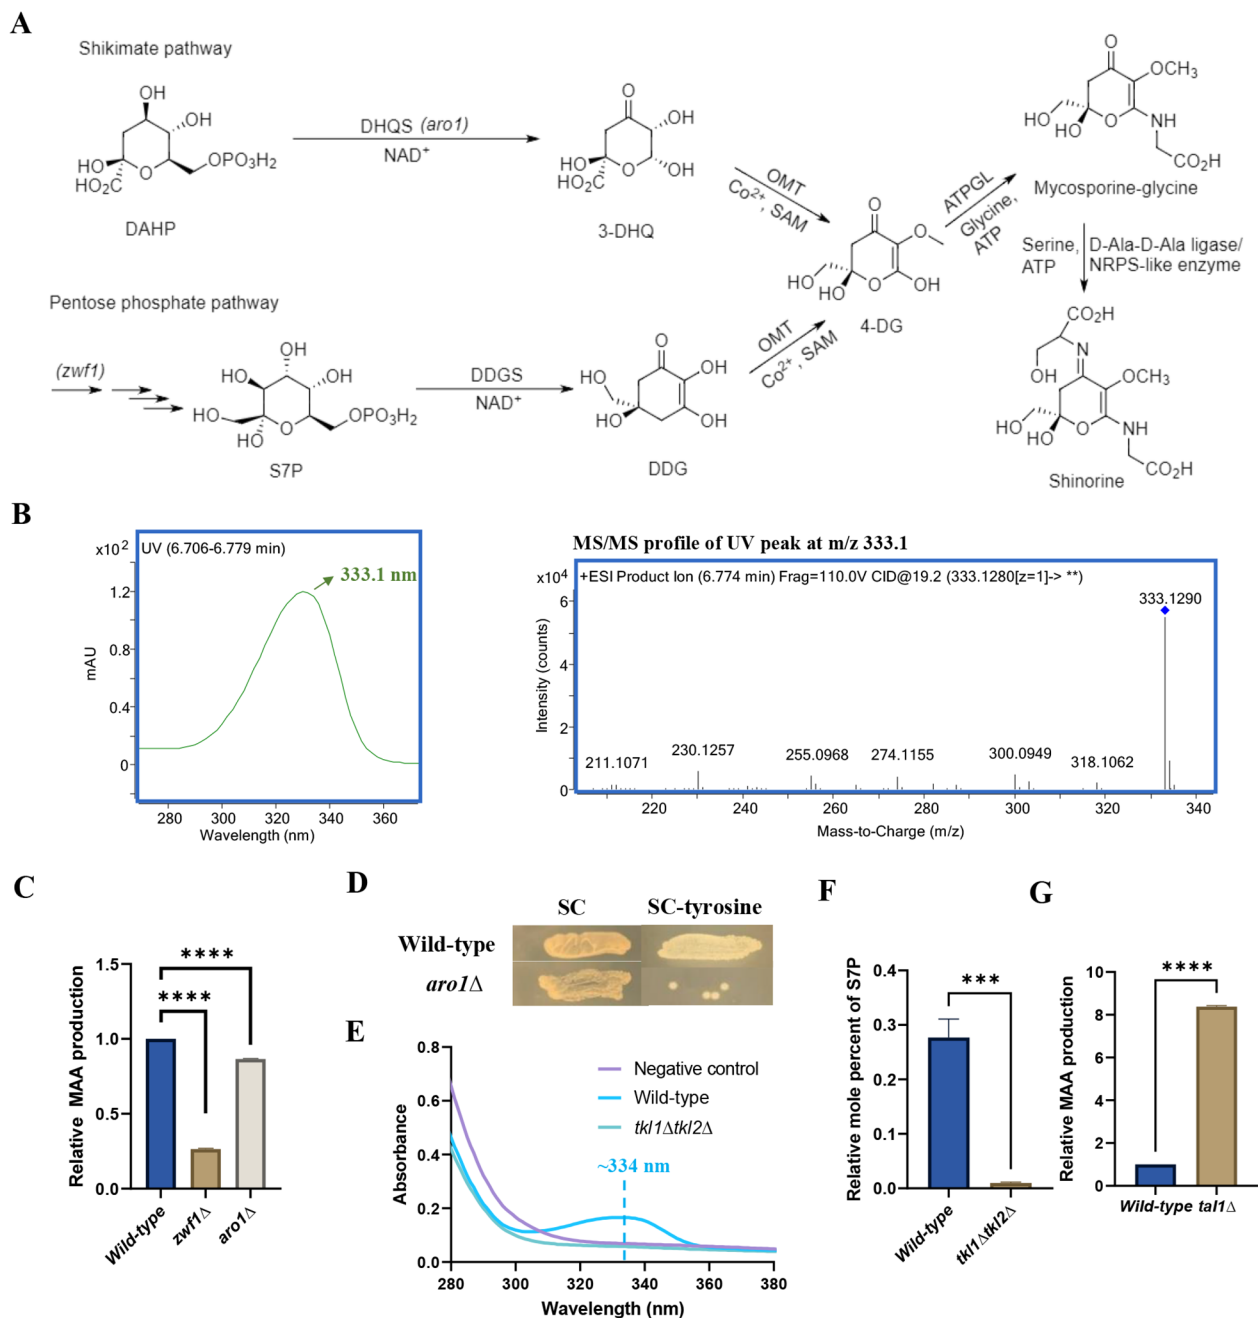 A
Shikimate pathway
OH
OH
HO
HO₂C
O
OPO₃H₂
DAHP
DHQS (aro1)
NAD⁺
O
OH
HO
HO₂C
O
OH
3-DHQ
OMT
Co²⁺, SAM
O
O
HO
HO
O
OH
4-DG
ATPGL
Glycine,
ATP
O
OCH₃
HO
HO
O
NH
CO₂H
Mycosporine-glycine
Serine,
ATP
D-Ala-D-Ala ligase/
NRPS-like enzyme
CO₂H
HO
N
OCH₃
HO
HO
O
NH
CO₂H
Shinorine
Pentose phosphate pathway
(zwf1)
OH
HO
OH
HO
HO
O
OPO₃H₂
S7P
DDGS
NAD⁺
O
HO
OH
HO
OH
DDG
OMT
Co²⁺, SAM
B
x10²
UV (6.706-6.779 min)
333.1 nm
1.2
0.8
0.4
0
mAU
280 300 320 340 360
Wavelength (nm)
MS/MS profile of UV peak at m/z 333.1
x10⁴
+ESI Product Ion (6.774 min) Frag=110.0V CID@19.2 (333.1280[z=1]-> **)
333.1290
6
4
2
0
Intensity (counts)
211.1071
230.1257
255.0968
274.1155
300.0949
318.1062
220 240 260 280 300 320 340
Mass-to-Charge (m/z)
C
Relative MAA production
1.5
1.0
0.5
0.0
****
****
Wild-type
zwf1Δ
aro1Δ
D
SC SC-tyrosine
Wild-type
aro1Δ
E
Absorbance
0.8
0.6
0.4
0.2
0.0
Negative control
Wild-type
tkl1Δtkl2Δ
~334 nm
280 300 320 340 360 380
Wavelength (nm)
F
Relative mole percent of S7P
0.4
0.3
0.2
0.1
0.0
***
Wild-type
tkl1Δtkl2Δ
G
Relative MAA production
10
8
6
4
2
0
****
Wild-type tal1Δ